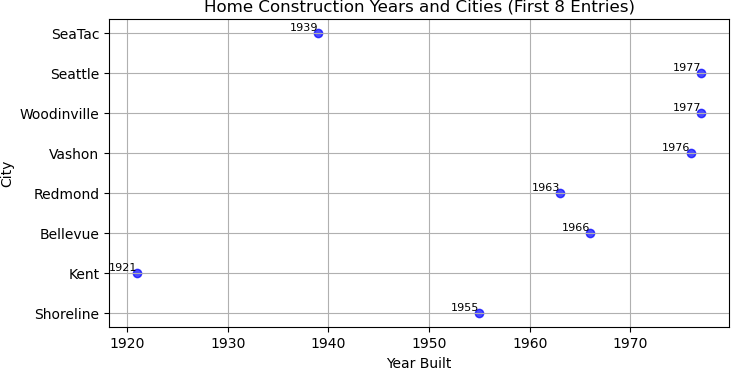 Home Construction Years and Cities (First 8 Entries)
SeaTac
1939
Seattle
1977
Woodinville
1977
Vashon
1976
Redmond
1963
Bellevue
1966
Kent
1921
Shoreline
1955
City
1920 1930 1940 1950 1960 1970
Year Built